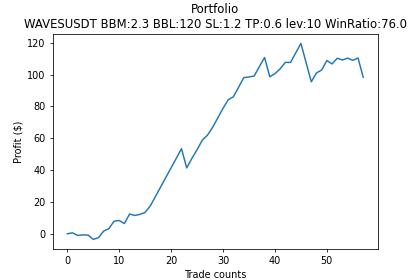 Portfolio
WAVESUSDT BBM:2.3 BBL:120 SL:1.2 TP:0.6 lev:10 WinRatio:76.0
120
100
80
60
40
20
0
Profit ($)
0 10 20 30 40 50
Trade counts